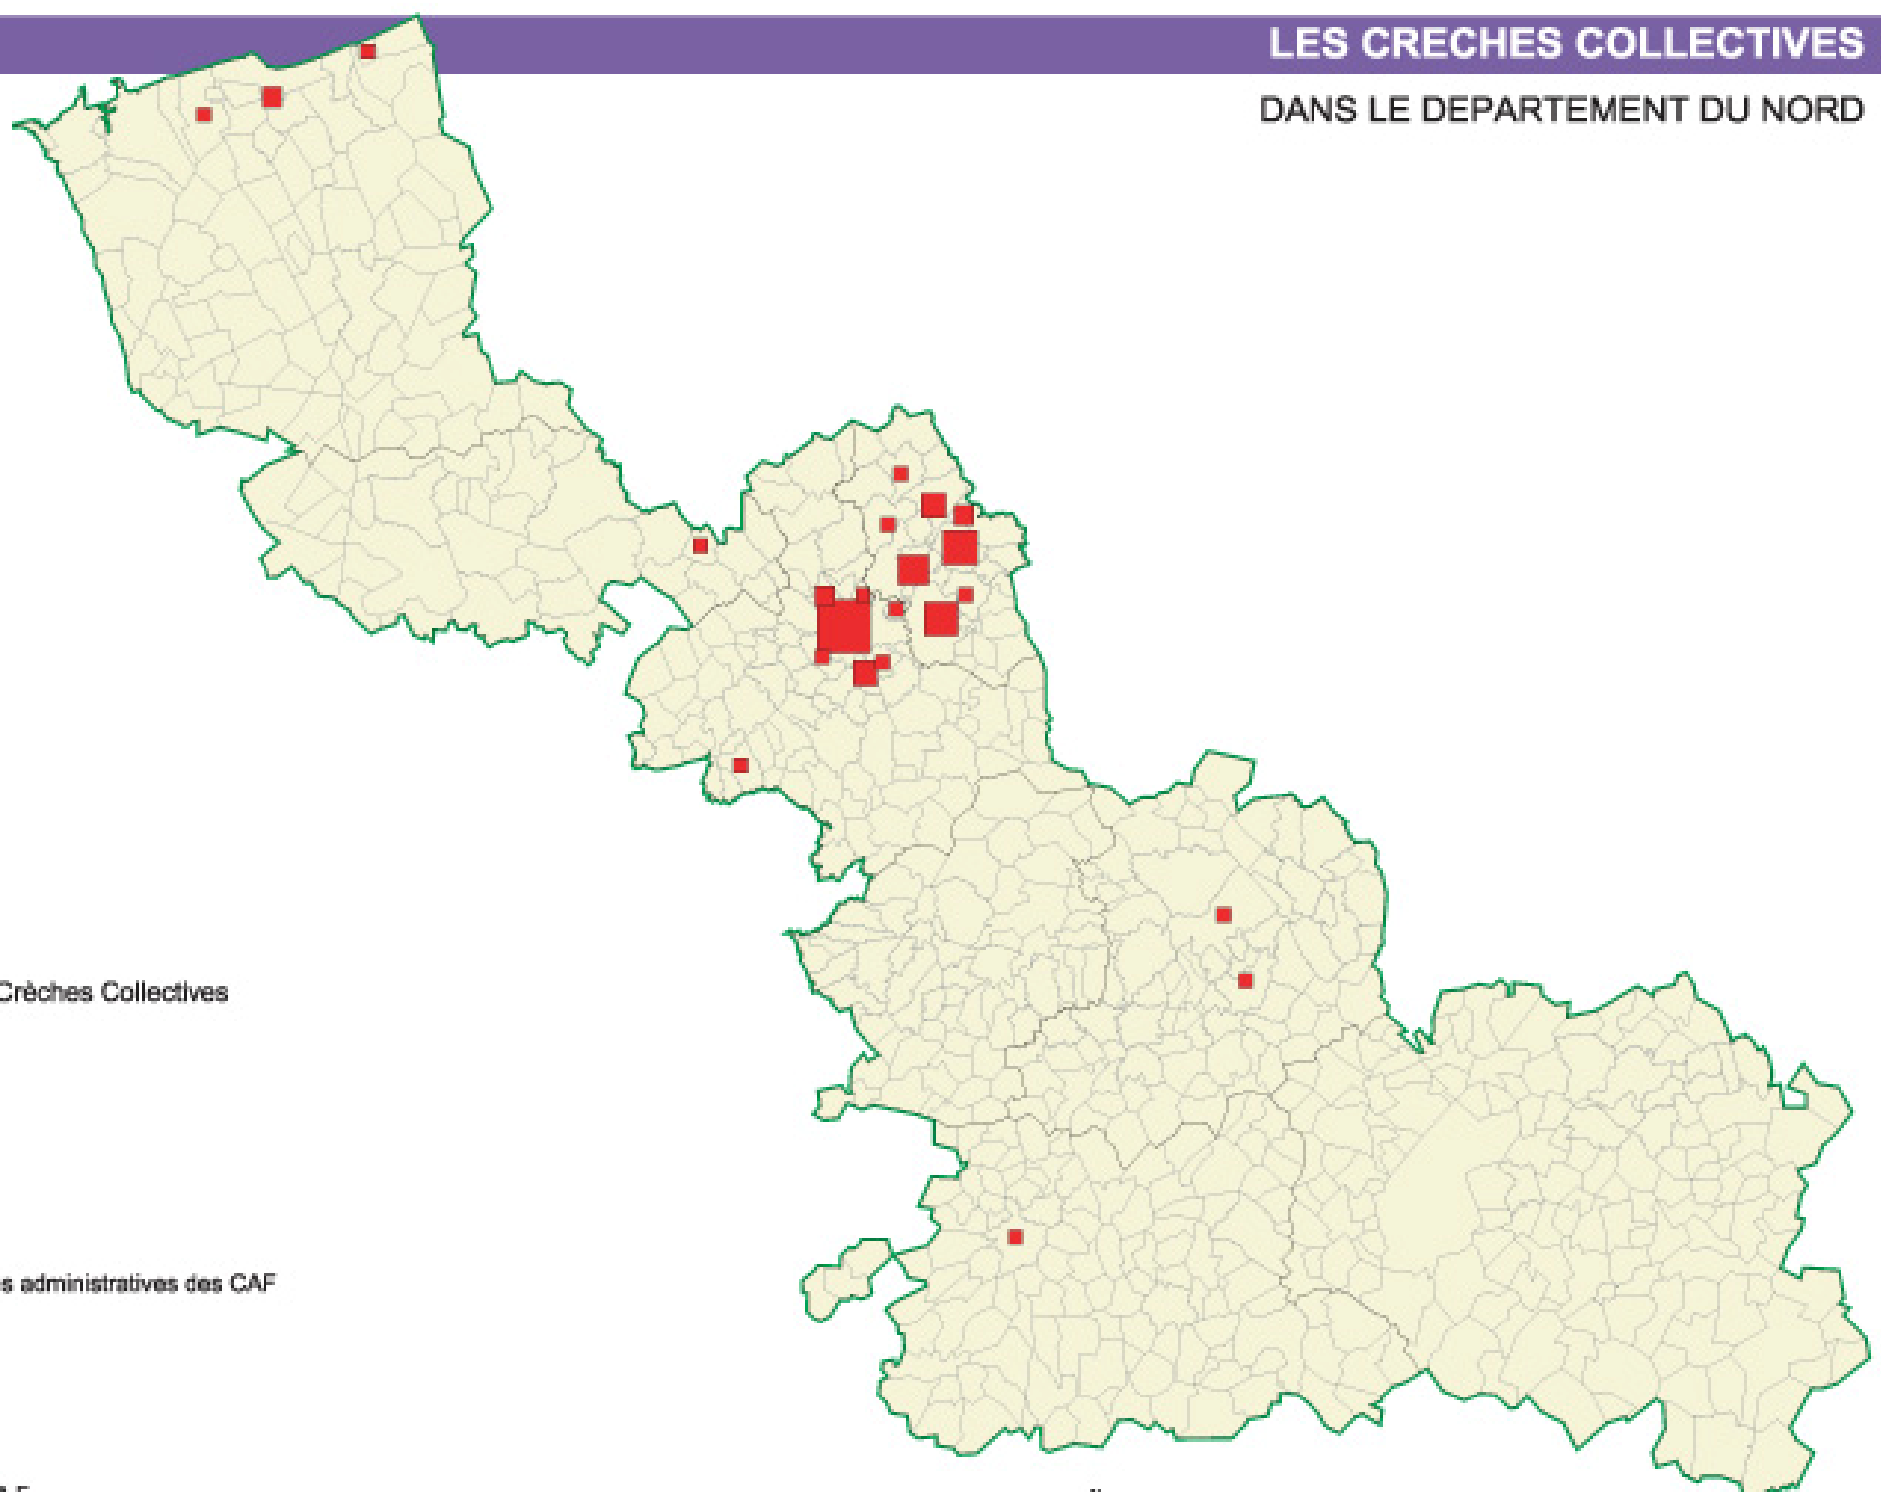 LES CRECHES COLLECTIVES
DANS LE DEPARTEMENT DU NORD
Crèches Collectives
s administratives des CAF